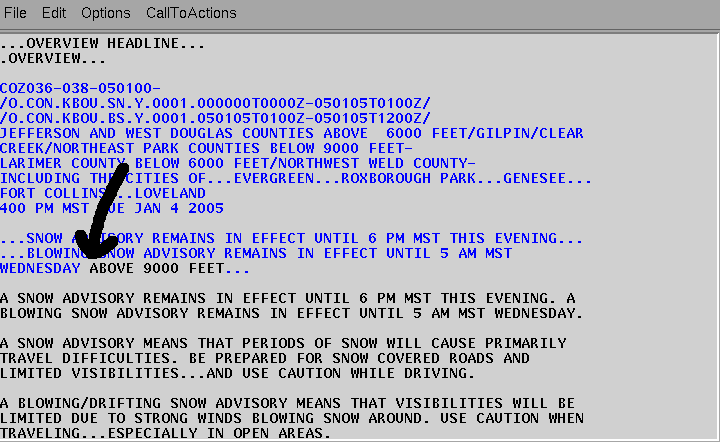 File Edit Options CallToActions
...OVERVIEW HEADLINE...
.OVERVIEW...
COZ036-038-050100-
/O.CON.KBOU.SN.Y.0001.000000T0000Z-050105T0100Z/
/O.CON.KBOU.BS.Y.0001.050105T0100Z-050105T1200Z/
JEFFERSON AND WEST DOUGLAS COUNTIES ABOVE  6000 FEET/GILPIN/CLEAR
CREEK/NORTHEAST PARK COUNTIES BELOW 9000 FEET-
LARIMER COUNTY BELOW 6000 FEET/NORTHWEST WELD COUNTY-
INCLUDING THE CITIES OF...EVERGREEN...ROXBOROUGH PARK...GENESEE...
FORT COLLINS...LOVELAND
400 PM MST TUE JAN 4 2005
...SNOW ADVISORY REMAINS IN EFFECT UNTIL 6 PM MST THIS EVENING...
...BLOWING SNOW ADVISORY REMAINS IN EFFECT UNTIL 5 AM MST
WEDNESDAY ABOVE 9000 FEET...
A SNOW ADVISORY REMAINS IN EFFECT UNTIL 6 PM MST THIS EVENING. A
BLOWING SNOW ADVISORY REMAINS IN EFFECT UNTIL 5 AM MST WEDNESDAY.
A SNOW ADVISORY MEANS THAT PERIODS OF SNOW WILL CAUSE PRIMARILY
TRAVEL DIFFICULTIES. BE PREPARED FOR SNOW COVERED ROADS AND
LIMITED VISIBILITIES...AND USE CAUTION WHILE DRIVING.
A BLOWING/DRIFTING SNOW ADVISORY MEANS THAT VISIBILITIES WILL BE
LIMITED DUE TO STRONG WINDS BLOWING SNOW AROUND. USE CAUTION WHEN
TRAVELING...ESPECIALLY IN OPEN AREAS.